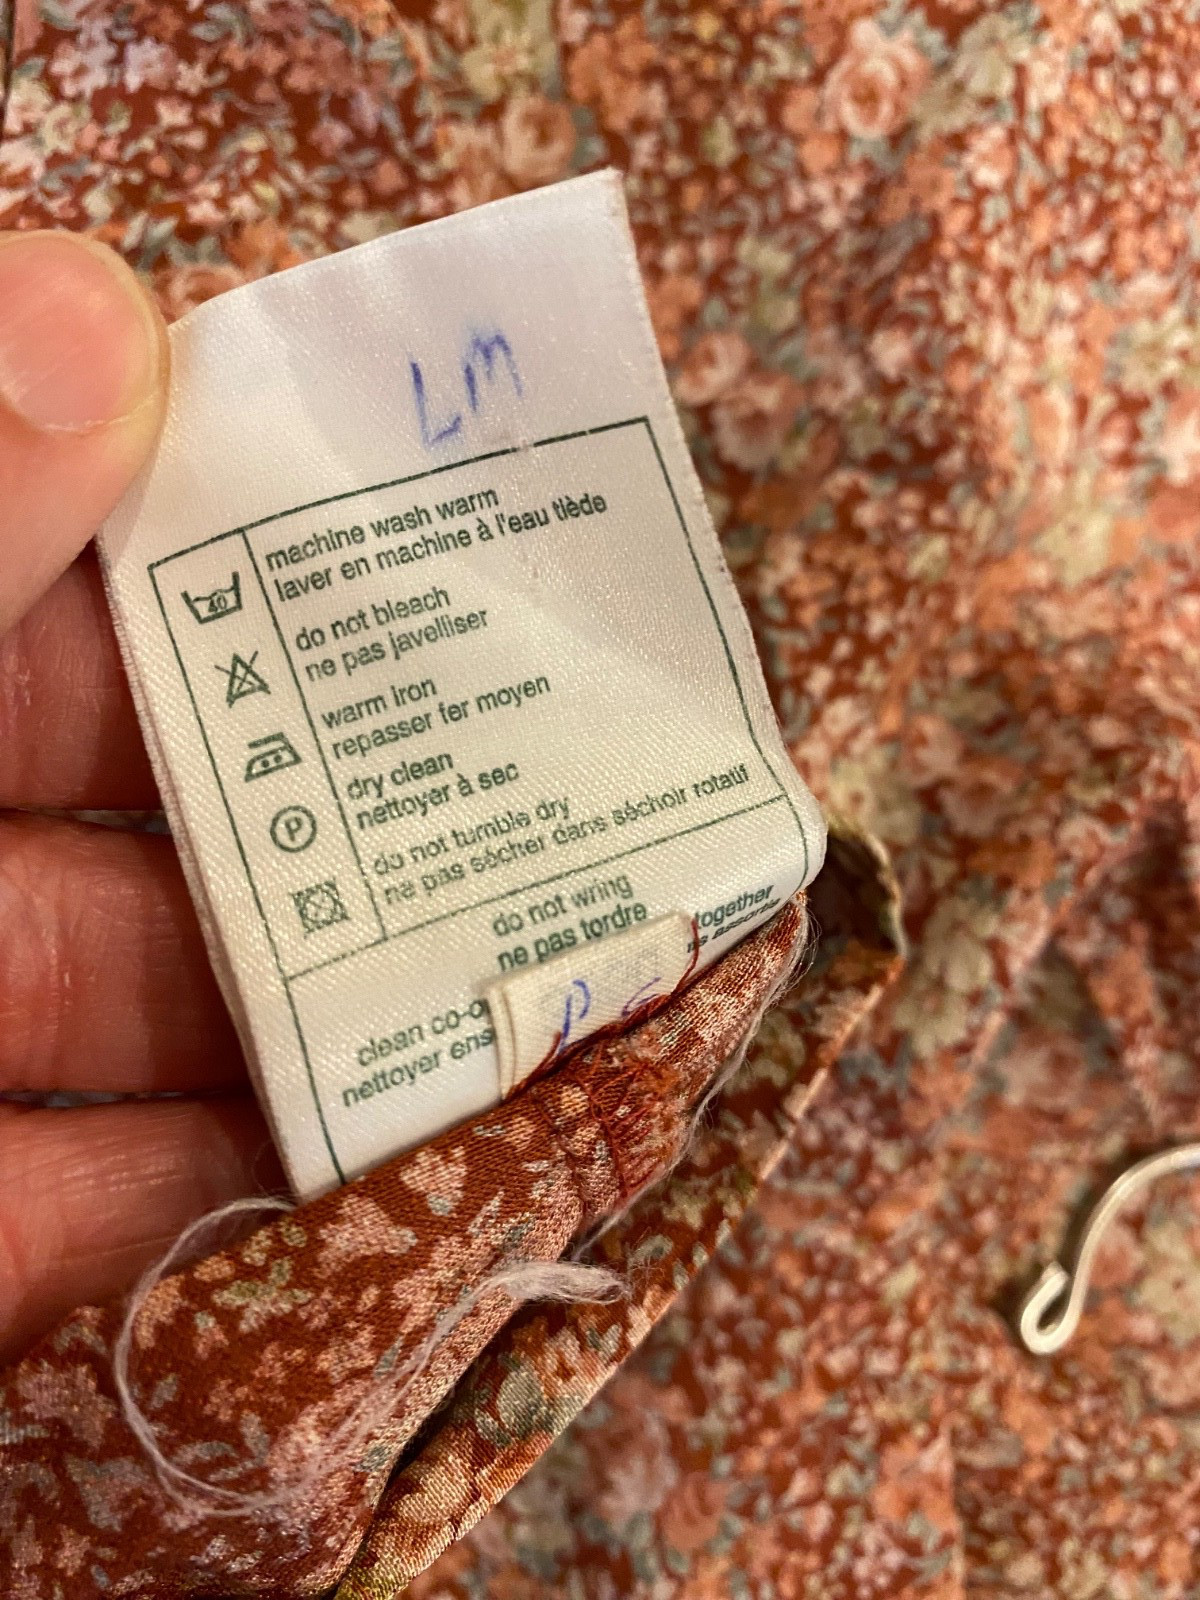 LM
machine wash warm
laver en machine à l'eau tiède
40
do not bleach
ne pas javelliser
warm iron
repasser fer moyen
P
dry clean
nettoyer à sec
do not tumble dry
ne pas sécher dans séchoir rotatif
do not wring
ne pas tordre
together
clean co-o
nettoyer ens
P